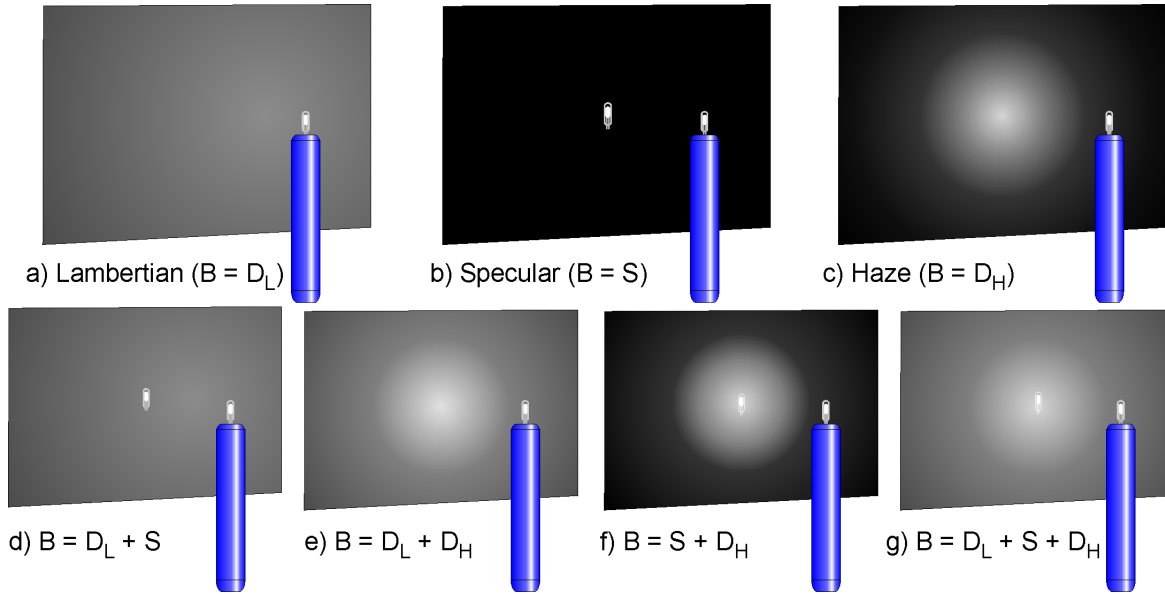 a) Lambertian (B = D_L)
b) Specular (B = S)
c) Haze (B = D_H)
d) B = D_L + S
e) B = D_L + D_H
f) B = S + D_H
g) B = D_L + S + D_H